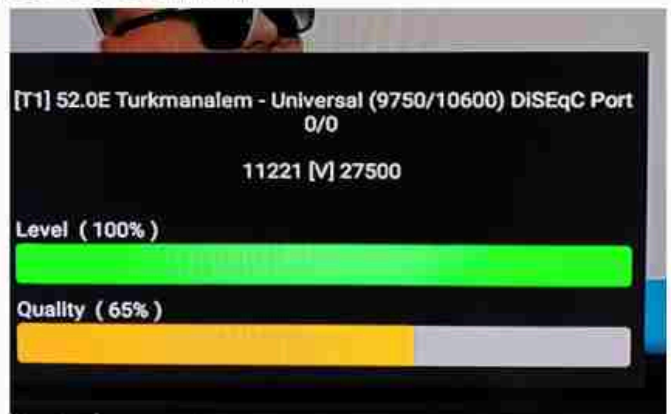 [T1] 52.0E Turkmanalem - Universal (9750/10600) DiSEqC Port
0/0
11221 [V] 27500
Level ( 100% )
Quality ( 65% )